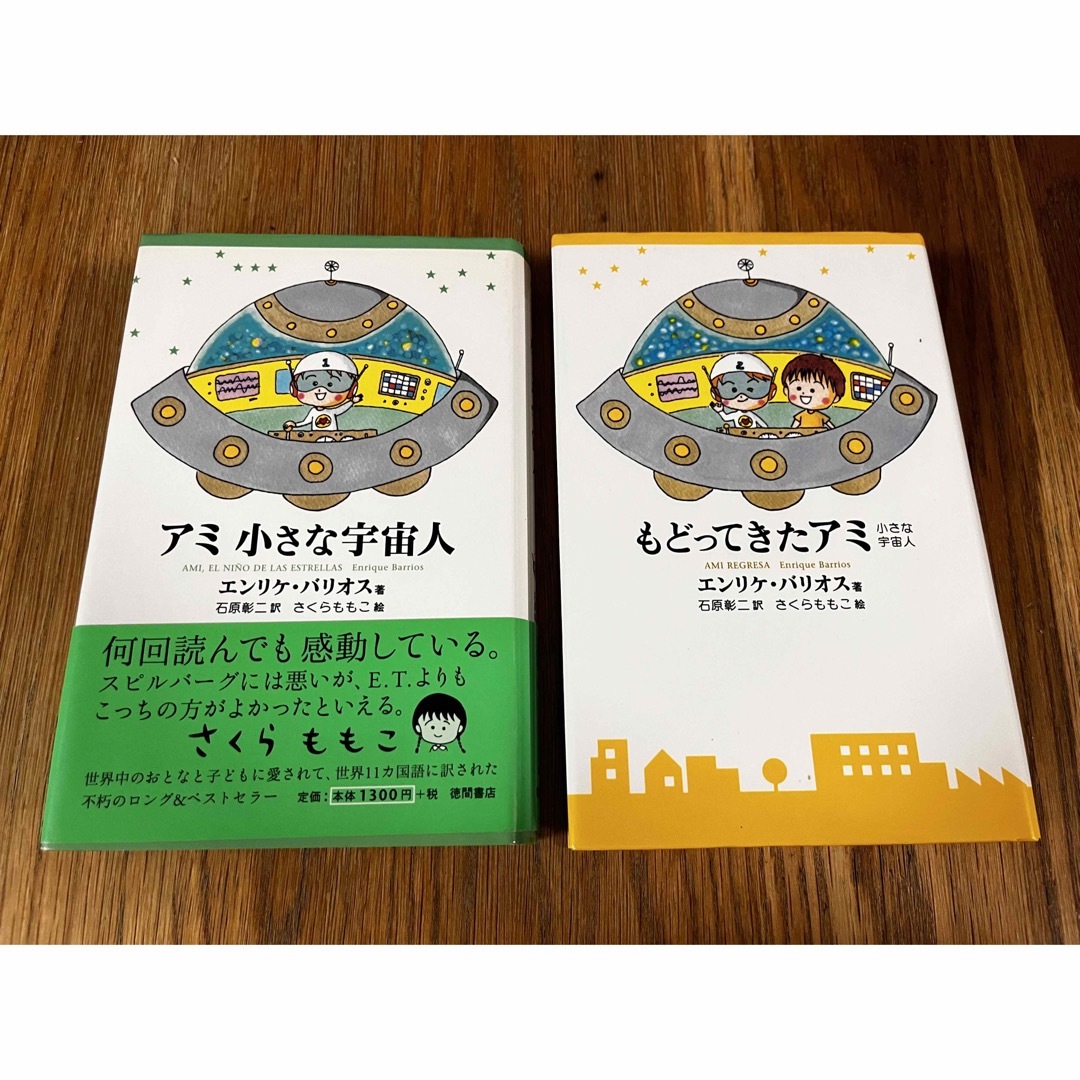 1
アミ 小さな宇宙人
AMI, EL NIÑO DE LAS ESTRELLAS Enrique Barrios
エンリケ・バリオス著
石原彰二訳 さくらももこ絵
何回読んでも感動している。
スピルバーグには悪いが、E.T.よりも
こっちの方がよかったといえる。
さくらももこ
世界中のおとなと子どもに愛されて、世界11カ国語に訳された
不朽のロング&ベストセラー 定価：本体1300円+税 徳間書店
2
もどってきたアミ 小さな
宇宙人
AMI REGRESA Enrique Barrios
エンリケ・バリオス著
石原彰二訳 さくらももこ絵